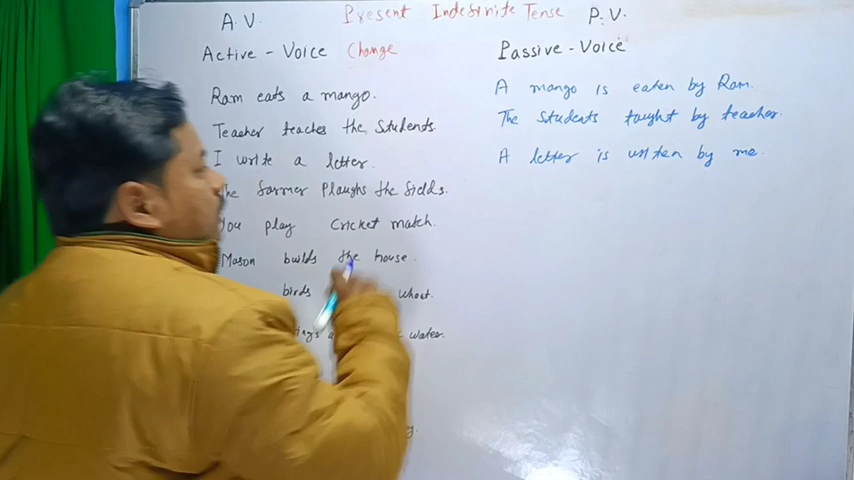 A.V. Present Indefinite Tense P.V.
Active - Voice Change Passive - Voice
Ram eats a mango. A mango is eaten by Ram.
Teacher teaches the students. The students taught by teacher.
I write a letter. A letter is written by me.
The farmer Ploughs the fields.
You play Cricket match.
Mason builds the house.
birds wheat.
water.